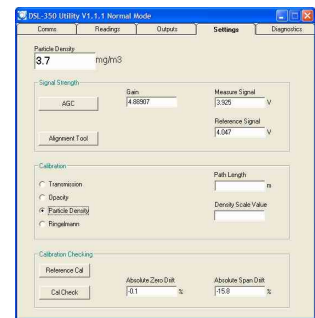 DSL-350 Utility V1.1.1 Normal Mode
Comms Readings Outputs Settings Diagnostics
Particle Density
3.7 mg/m3
Signal Strength
Gain Measure Signal
AGC 4.88907 3.925 V
Reference Signal
4.047 V
Alignment Tool
Calibration
Path Length
Transmission m
Opacity
Density Scale Value
Particle Density
Ringelmann
Calibration Checking
Reference Cal
Absolute Zero Drift Absolute Span Drift
Cal Check -0.1 % -15.8 %